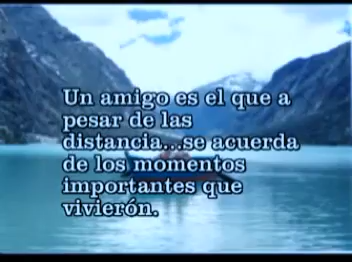 Un amigo es el que a
pesar de las
distancia...se acuerda
de los momentos
importantes que
vivierón.